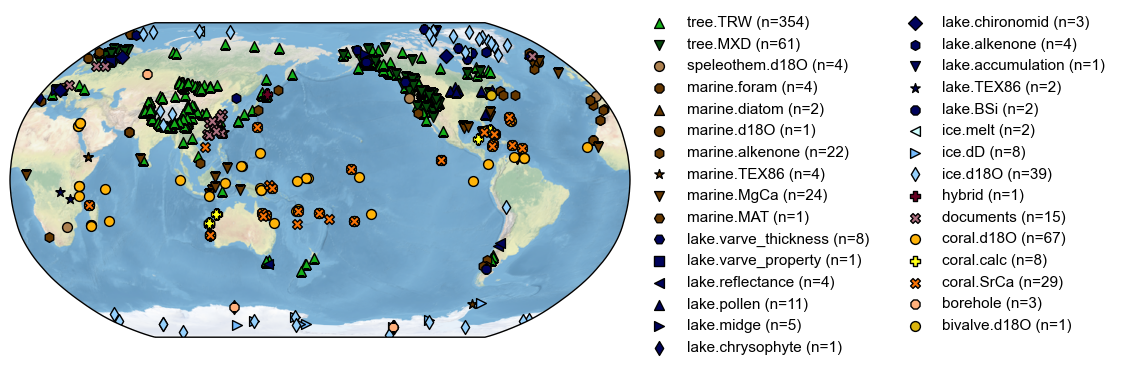 tree.TRW (n=354)
tree.MXD (n=61)
speleothem.d18O (n=4)
marine.foram (n=4)
marine.diatom (n=2)
marine.d18O (n=1)
marine.alkenone (n=22)
marine.TEX86 (n=4)
marine.MgCa (n=24)
marine.MAT (n=1)
lake.varve_thickness (n=8)
lake.varve_property (n=1)
lake.reflectance (n=4)
lake.pollen (n=11)
lake.midge (n=5)
lake.chrysophyte (n=1)
lake.chironomid (n=3)
lake.alkenone (n=4)
lake.accumulation (n=1)
lake.TEX86 (n=2)
lake.BSi (n=2)
ice.melt (n=2)
ice.dD (n=8)
ice.d18O (n=39)
hybrid (n=1)
documents (n=15)
coral.d18O (n=67)
coral.calc (n=8)
coral.SrCa (n=29)
borehole (n=3)
bivalve.d18O (n=1)